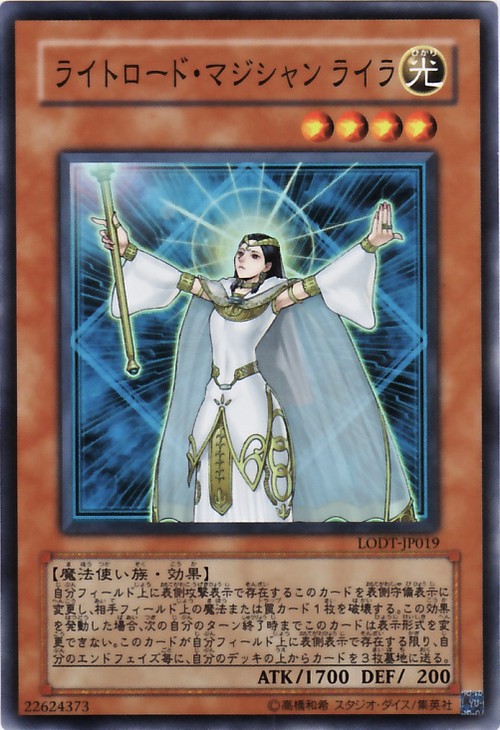 ライトロード・マジシャン ライラ
ひかり
光
LODT-JP019
【魔法使い族・効果】
自分フィールド上に表側攻撃表示で存在するこのカードを表側守備表示に
変更し、相手フィールド上の魔法または罠カード1枚を破壊する。この効果
を発動した場合、次の自分のターン終了時までこのカードは表示形式を変
更できない。このカードが自分フィールド上に表側表示で存在する限り、自
分のエンドフェイズ毎に、自分のデッキの上からカードを3枚墓地に送る。
ATK/1700 DEF/ 200
22624373
©高橋和希 スタジオ・ダイス/集英社